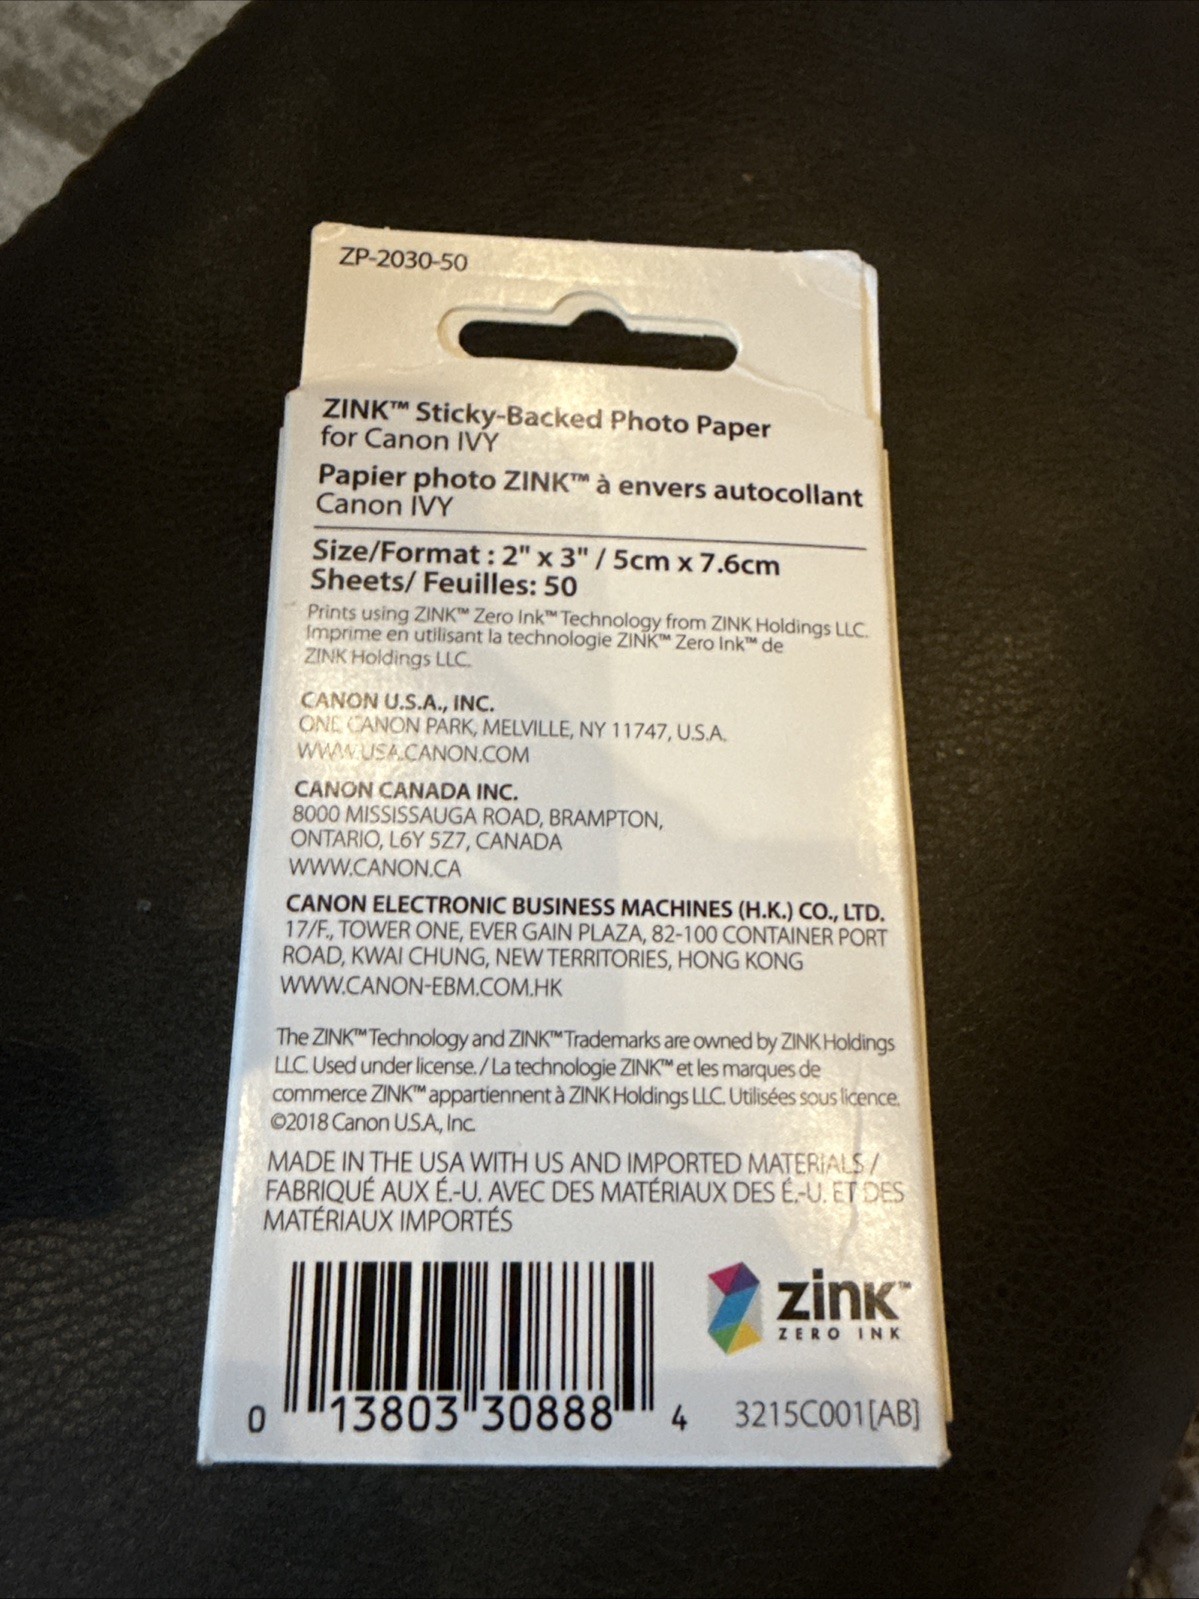 ZP-2030-50
ZINK™ Sticky-Backed Photo Paper
for Canon IVY
Papier photo ZINK™ à envers autocollant
Canon IVY
Size/Format : 2" x 3" / 5cm x 7.6cm
Sheets/ Feuilles: 50
Prints using ZINK™ Zero Ink™ Technology from ZINK Holdings LLC.
Imprime en utilisant la technologie ZINK™ Zero Ink™ de
ZINK Holdings LLC.
CANON U.S.A., INC.
ONE CANON PARK, MELVILLE, NY 11747, U.S.A.
WWW.USA.CANON.COM
CANON CANADA INC.
8000 MISSISSAUGA ROAD, BRAMPTON,
ONTARIO, L6Y 5Z7, CANADA
WWW.CANON.CA
CANON ELECTRONIC BUSINESS MACHINES (H.K.) CO., LTD.
17/F., TOWER ONE, EVER GAIN PLAZA, 82-100 CONTAINER PORT
ROAD, KWAI CHUNG, NEW TERRITORIES, HONG KONG
WWW.CANON-EBM.COM.HK
The ZINK™ Technology and ZINK™ Trademarks are owned by ZINK Holdings
LLC. Used under license. / La technologie ZINK™ et les marques de
commerce ZINK™ appartiennent à ZINK Holdings LLC. Utilisées sous licence.
©2018 Canon U.S.A., Inc.
MADE IN THE USA WITH US AND IMPORTED MATERIALS /
FABRIQUÉ AUX É.-U. AVEC DES MATÉRIAUX DES É.-U. ET DES
MATÉRIAUX IMPORTÉS
zink™
ZERO INK
0 13803 30888 4
3215C001[AB]